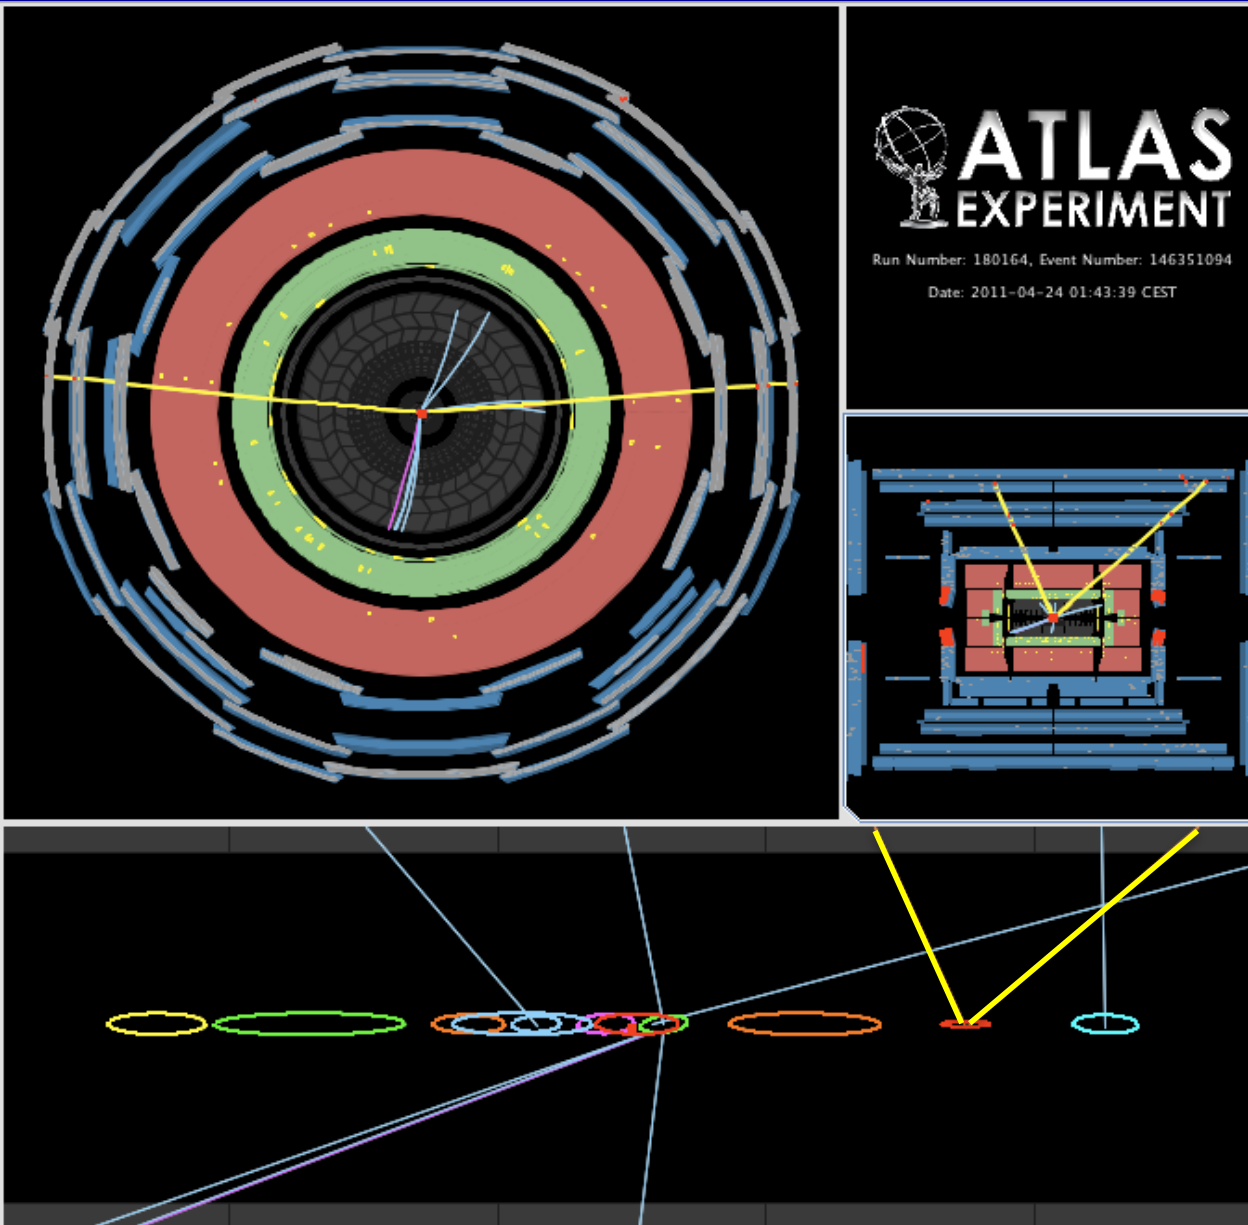 ATLAS
EXPERIMENT
Run Number: 180164, Event Number: 146351094
Date: 2011-04-24 01:43:39 CEST